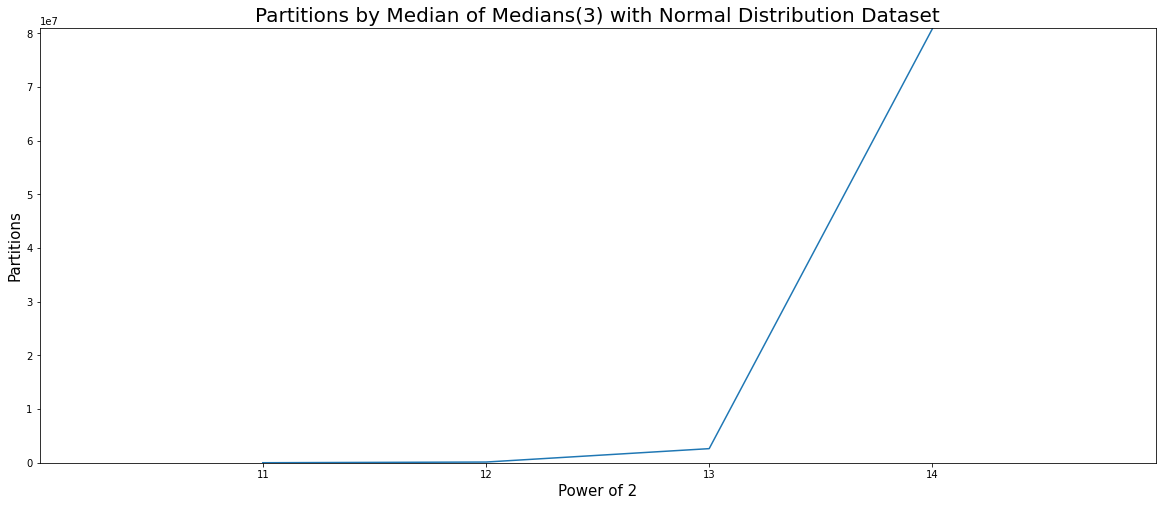 Partitions by Median of Medians(3) with Normal Distribution Dataset
1e7
8
7
6
5
4
3
2
1
0
Partitions
11 12 13 14
Power of 2